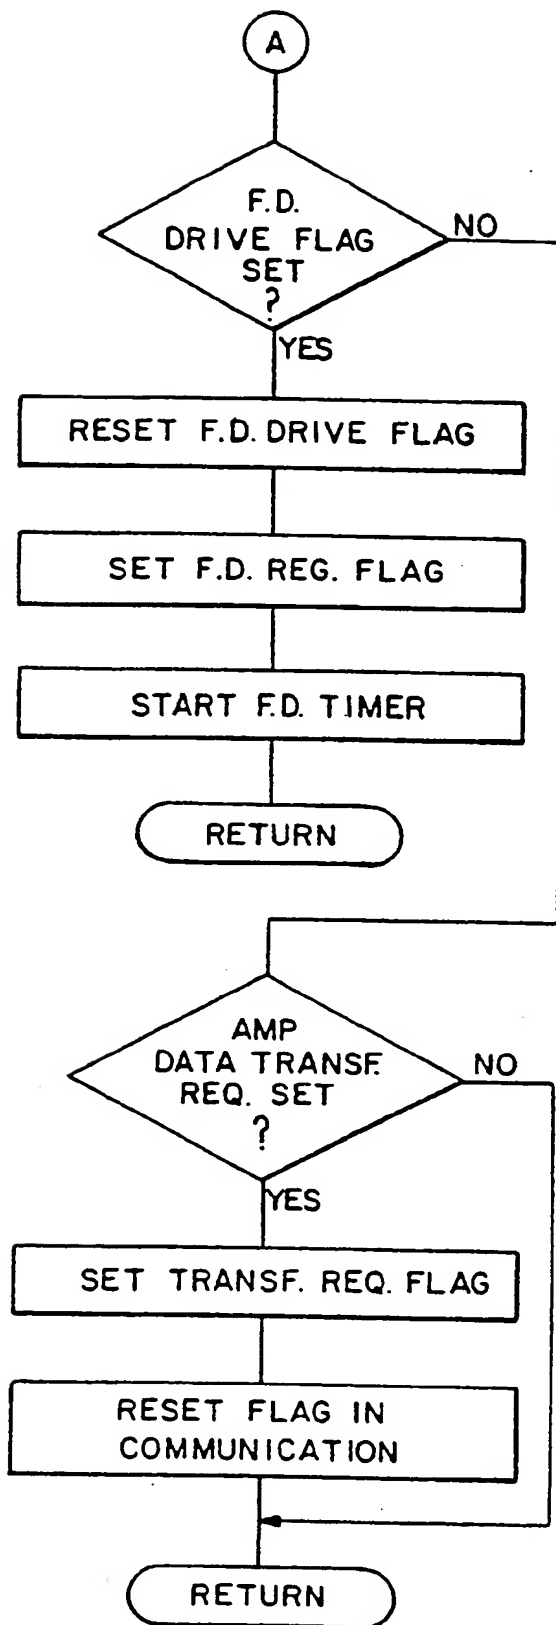 A
F.D.
DRIVE FLAG
SET
?
NO
YES
RESET F.D. DRIVE FLAG
SET F.D. REG. FLAG
START F.D. TIMER
RETURN
AMP
DATA TRANSF.
REQ. SET
?
NO
YES
SET TRANSF. REQ. FLAG
RESET FLAG IN
COMMUNICATION
RETURN